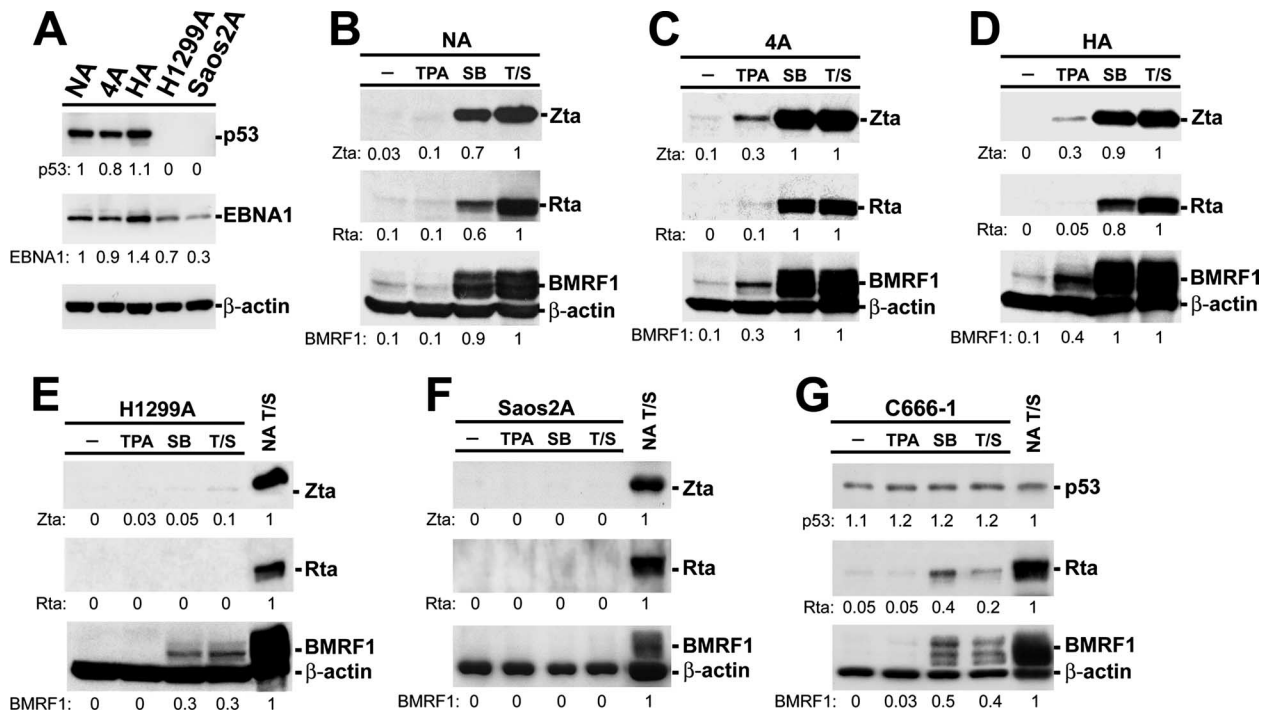 A
NA 4A HA H1299A Saos2A
p53
p53: 1 0.8 1.1 0 0
EBNA1
EBNA1: 1 0.9 1.4 0.7 0.3
β-actin
B
NA
– TPA SB T/S
Zta
Zta: 0.03 0.1 0.7 1
Rta
Rta: 0.1 0.1 0.6 1
BMRF1
β-actin
BMRF1: 0.1 0.1 0.9 1
C
4A
– TPA SB T/S
Zta
Zta: 0.1 0.3 1 1
Rta
Rta: 0 0.1 1 1
BMRF1
β-actin
BMRF1: 0.1 0.3 1 1
D
HA
– TPA SB T/S
Zta
Zta: 0 0.3 0.9 1
Rta
Rta: 0 0.05 0.8 1
BMRF1
β-actin
BMRF1: 0.1 0.4 1 1
E
H1299A
– TPA SB T/S NA T/S
Zta
Zta: 0 0.03 0.05 0.1 1
Rta
Rta: 0 0 0 0 1
BMRF1
β-actin
BMRF1: 0 0 0.3 0.3 1
F
Saos2A
– TPA SB T/S NA T/S
Zta
Zta: 0 0 0 0 1
Rta
Rta: 0 0 0 0 1
BMRF1
β-actin
BMRF1: 0 0 0 0 1
G
C666-1
– TPA SB T/S NA T/S
p53
p53: 1.1 1.2 1.2 1.2 1
Rta
Rta: 0.05 0.05 0.4 0.2 1
BMRF1
β-actin
BMRF1: 0 0.03 0.5 0.4 1